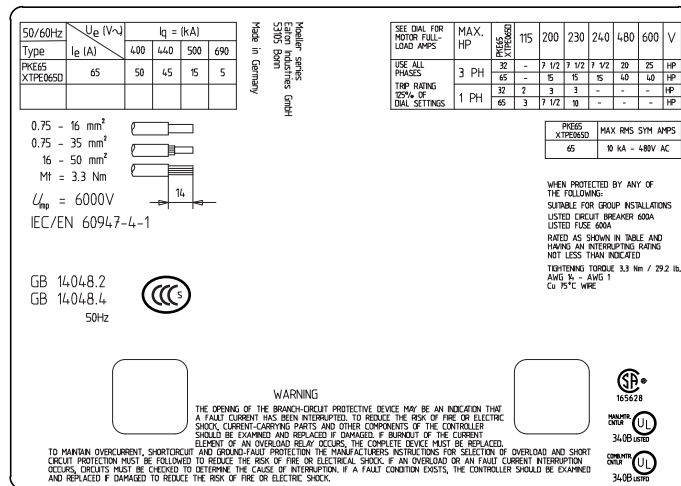 50/60Hz Ue (V~) Iq = (kA)
Type Ie (A) 400 440 500 690
PKE65 XTPE065D 65 50 45 15 5
0.75 - 16 mm²
0.75 - 35 mm²
16 - 50 mm²
Mt = 3.3 Nm
14
Uimp = 6000V
IEC/EN 60947-4-1
GB 14048.2
GB 14048.4
50Hz
CCC S
Moeller series
Eaton Industries GmbH
53105 Bonn
Made in Germany
SEE DIAL FOR MOTOR FULL-LOAD AMPS MAX. HP PKE65 XTPE065D 115 200 230 240 480 600 V
USE ALL PHASES 3 PH 32 - 7 1/2 7 1/2 7 1/2 20 25 HP
65 - 15 15 15 40 40 HP
TRIP RATING 125% OF DIAL SETTINGS 1 PH 32 2 3 3 - - - HP
65 3 7 1/2 10 - - - HP
PKE65 XTPE065D MAX RMS SYM AMPS
65 10 kA - 480V AC
WHEN PROTECTED BY ANY OF
THE FOLLOWING:
SUITABLE FOR GROUP INSTALLATIONS
LISTED CIRCUIT BREAKER 600A
LISTED FUSE 600A
RATED AS SHOWN IN TABLE AND
HAVING AN INTERRUPTING RATING
NOT LESS THAN INDICATED
TIGHTENING TORQUE 3,3 Nm / 29.2 lb.
AWG 14 - AWG 1
Cu 75°C WIRE
WARNING
THE OPENING OF THE BRANCH-CIRCUIT PROTECTIVE DEVICE MAY BE AN INDICATION THAT
A FAULT CURRENT HAS BEEN INTERRUPTED. TO REDUCE THE RISK OF FIRE OR ELECTRIC
SHOCK, CURRENT-CARRYING PARTS AND OTHER COMPONENTS OF THE CONTROLLER
SHOULD BE EXAMINED AND REPLACED IF DAMAGED. IF BURNOUT OF THE CURRENT
ELEMENT OF AN OVERLOAD RELAY OCCURS, THE COMPLETE DEVICE MUST BE REPLACED.
TO MAINTAIN OVERCURRENT, SHORTCIRCUIT AND GROUND-FAULT PROTECTION THE MANUFACTURERS INSTRUCTIONS FOR SELECTION OF OVERLOAD AND SHORT
CIRCUIT PROTECTION MUST BE FOLLOWED TO REDUCE THE RISK OF FIRE OR ELECTRICAL SHOCK. IF AN OVERLOAD OR AN FAULT CURRENT INTERRUPTION
OCCURS, CIRCUITS MUST BE CHECKED TO DETERMINE THE CAUSE OF INTERRUPTION. IF A FAULT CONDITION EXISTS, THE CONTROLLER SHOULD BE EXAMINED
AND REPLACED IF DAMAGED TO REDUCE THE RISK OF FIRE OR ELECTRIC SHOCK.
SA ®
165628
MAN.MTR. CNTLR UL
340B LISTED
COMB.MTR. CNTLR UL
340B LISTED